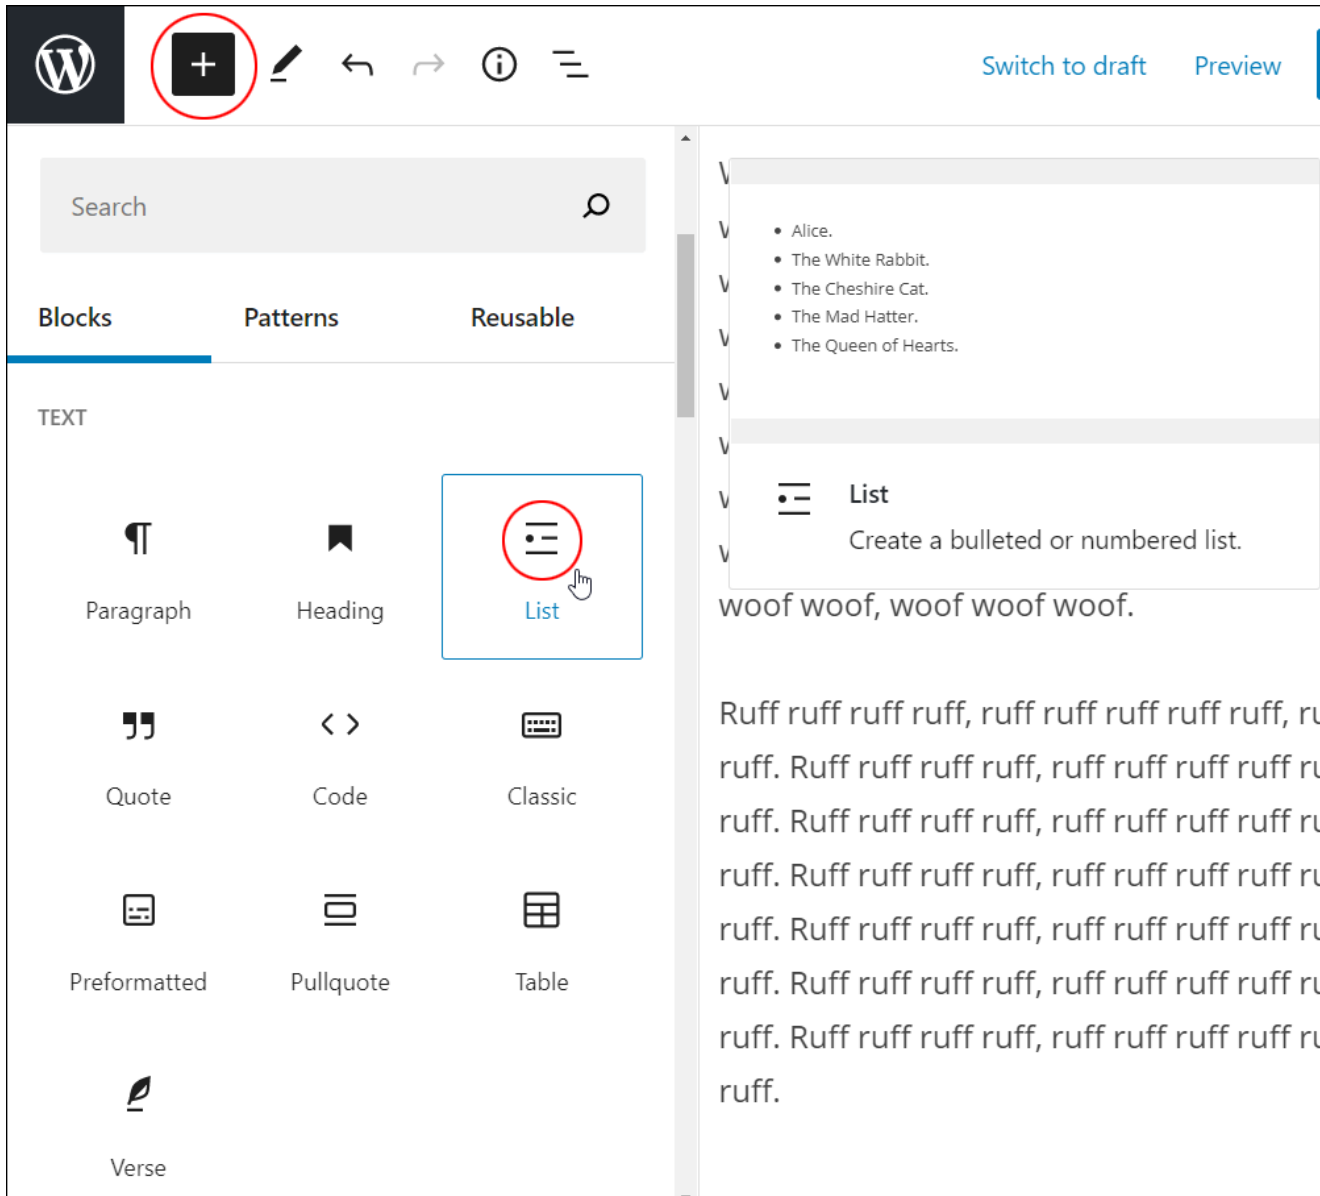 Switch to draft
Preview
Search
Blocks
Patterns
Reusable
TEXT
Paragraph
Heading
List
Quote
Code
Classic
Preformatted
Pullquote
Table
Verse
Alice.
The White Rabbit.
The Cheshire Cat.
The Mad Hatter.
The Queen of Hearts.
List
Create a bulleted or numbered list.
woof woof, woof woof woof.
Ruff ruff ruff ruff, ruff ruff ruff ruff ruff,
ruff. Ruff ruff ruff ruff, ruff ruff ruff ruff
ruff. Ruff ruff ruff ruff, ruff ruff ruff ruff
ruff. Ruff ruff ruff ruff, ruff ruff ruff ruff
ruff. Ruff ruff ruff ruff, ruff ruff ruff ruff
ruff. Ruff ruff ruff ruff, ruff ruff ruff ruff
ruff. Ruff ruff ruff ruff, ruff ruff ruff ruff
ruff.